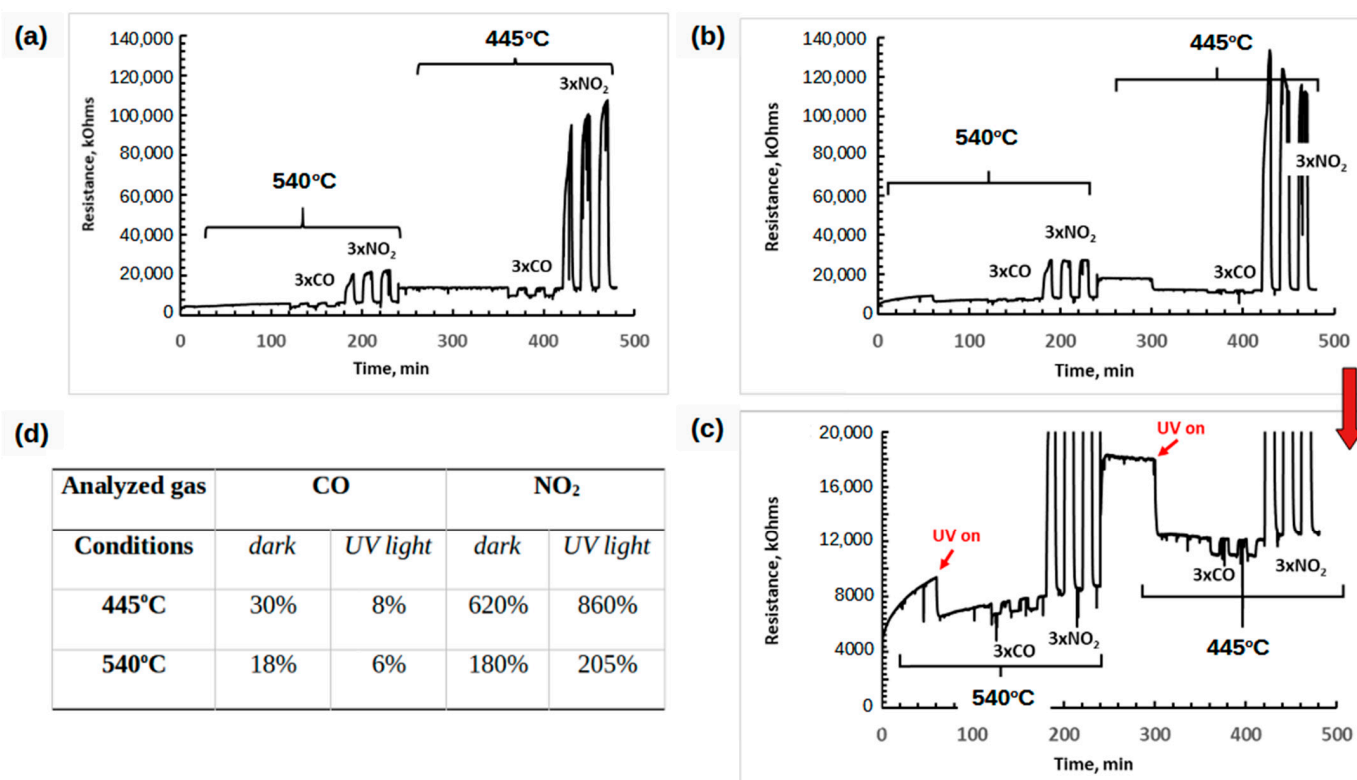 (a)
140,000
120,000
100,000
80,000
60,000
40,000
20,000
0
Resistance, kOhms
540°C
445°C
3xCO
3xNO₂
3xCO
3xNO₂
0 100 200 300 400 500
Time, min
(b)
140,000
120,000
100,000
80,000
60,000
40,000
20,000
0
Resistance, kOhms
540°C
445°C
3xCO
3xNO₂
3xCO
3xNO₂
0 100 200 300 400 500
Time, min
(c)
20,000
16,000
12,000
8000
4000
0
Resistance, kOhms
UV on
UV on
3xCO
3xNO₂
3xCO
3xNO₂
540°C
445°C
0 100 200 300 400 500
Time, min
(d)
Analyzed gas CO NO₂
Conditions dark UV light dark UV light
445°C 30% 8% 620% 860%
540°C 18% 6% 180% 205%